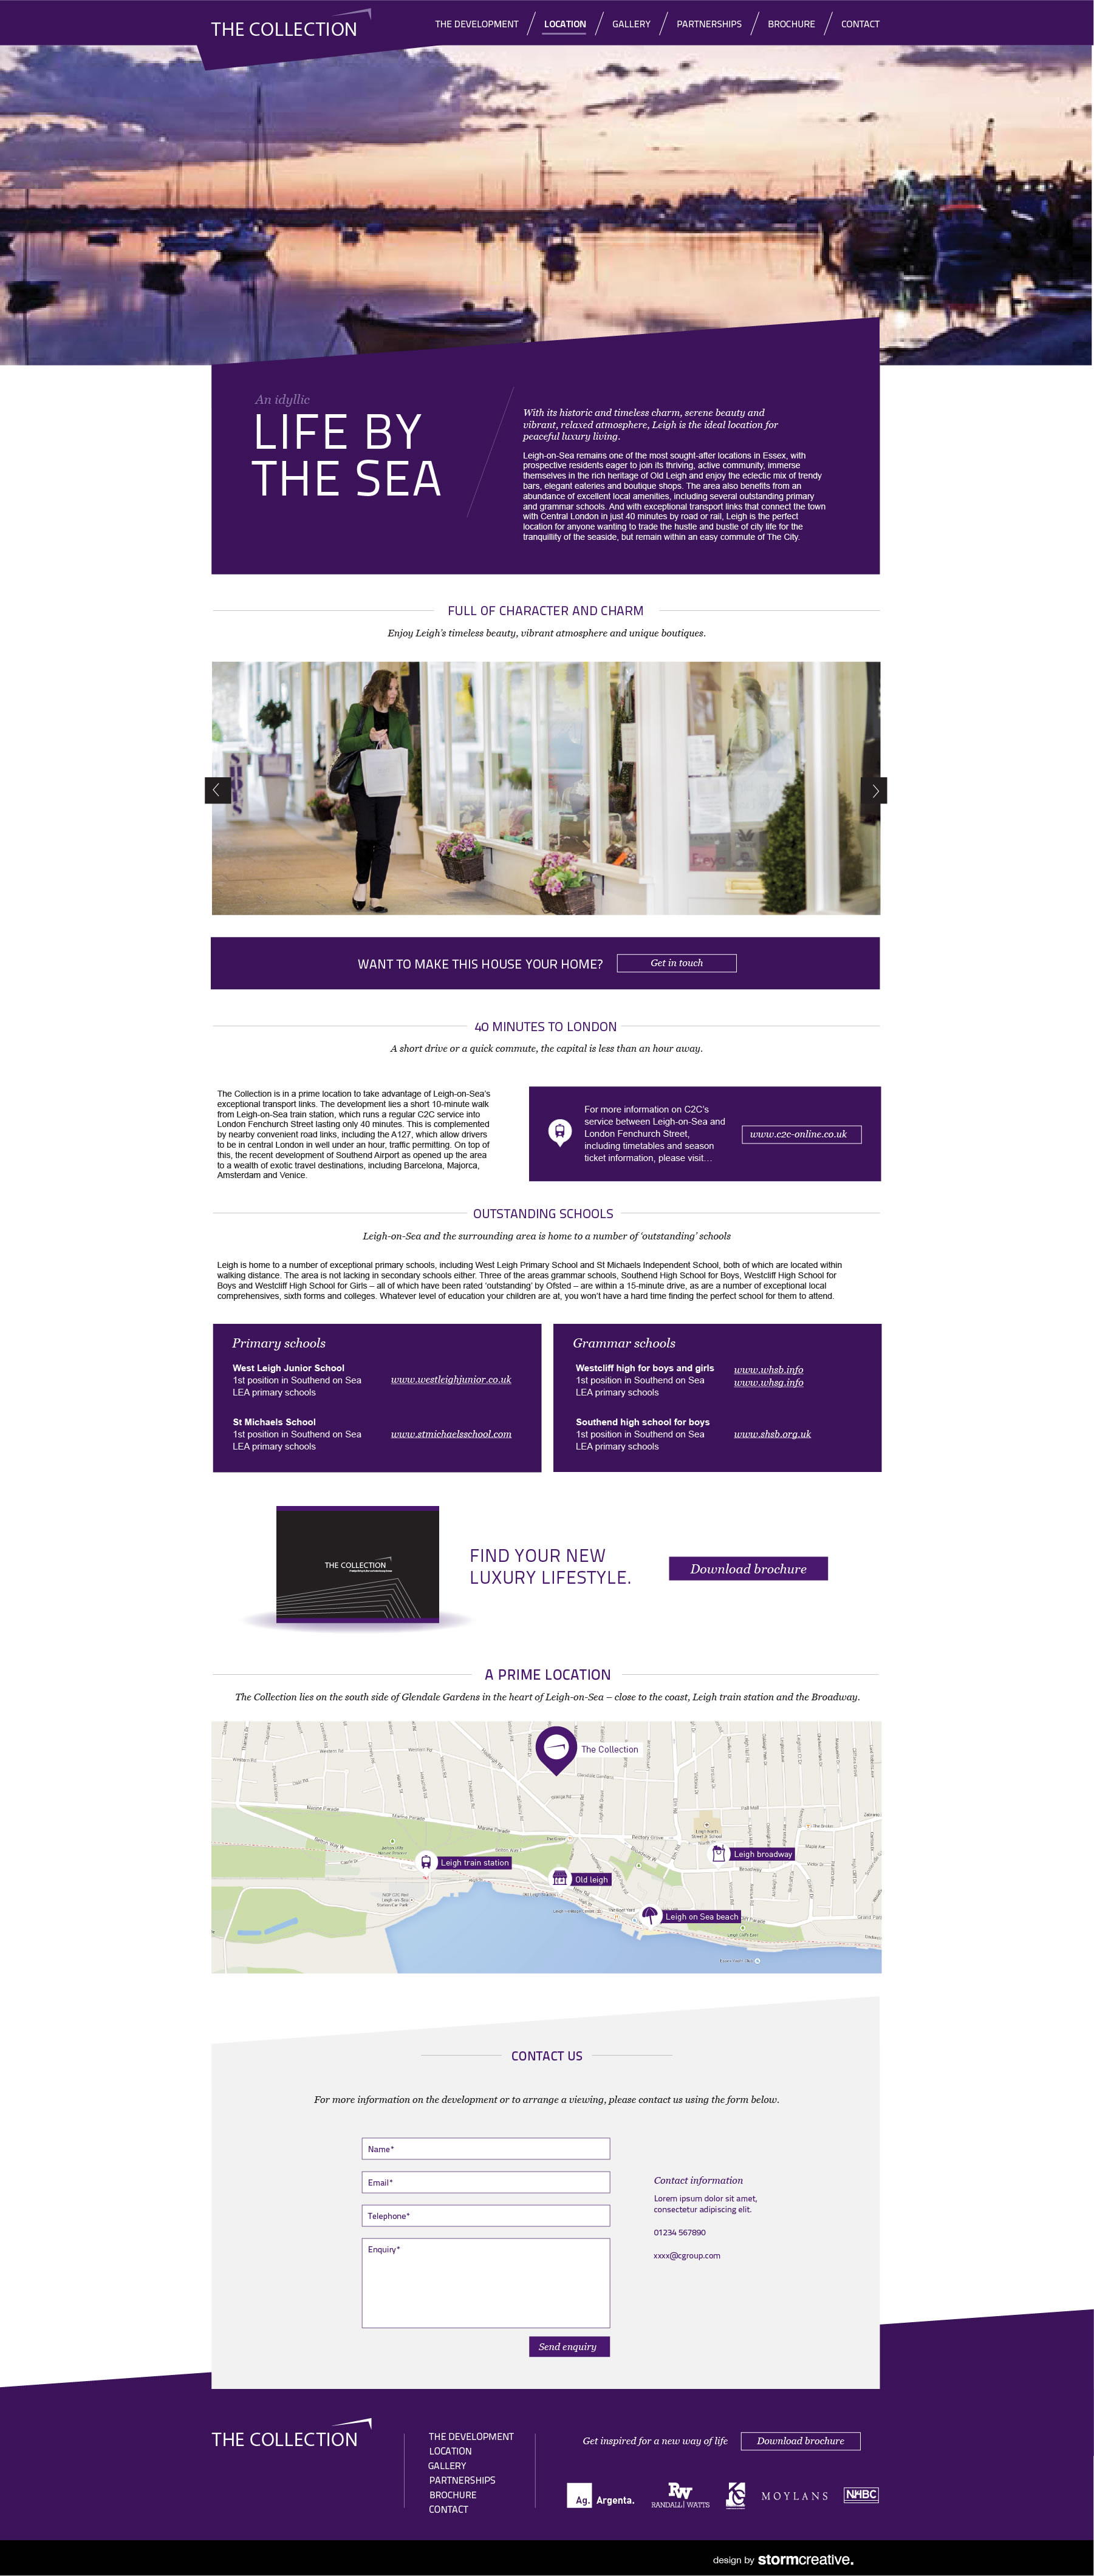 THE COLLECTION
THE DEVELOPMENT
LOCATION
GALLERY
PARTNERSHIPS
BROCHURE
CONTACT
An idyllic
LIFE BY
THE SEA
With its historic and timeless charm, serene beauty and
vibrant, relaxed atmosphere, Leigh is the ideal location for
peaceful luxury living.
Leigh-on-Sea remains one of the most sought-after locations in Essex, with
prospective residents eager to join its thriving, active community, immerse
themselves in the rich heritage of Old Leigh and enjoy the eclectic mix of trendy
bars, elegant eateries and boutique shops. The area also benefits from an
abundance of excellent local amenities, including several outstanding primary
and grammar schools. And with exceptional transport links that connect the town
with Central London in just 40 minutes by road or rail, Leigh is the perfect
location for anyone wanting to trade the hustle and bustle of city life for the
tranquillity of the seaside, but remain within an easy commute of The City.
FULL OF CHARACTER AND CHARM
Enjoy Leigh's timeless beauty, vibrant atmosphere and unique boutiques.
WANT TO MAKE THIS HOUSE YOUR HOME?
Get in touch
40 MINUTES TO LONDON
A short drive or a quick commute, the capital is less than an hour away.
The Collection is in a prime location to take advantage of Leigh-on-Sea's
exceptional transport links. The development lies a short 10-minute walk
from Leigh-on-Sea train station, which runs a regular C2C service into
London Fenchurch Street lasting only 40 minutes. This is complemented
by nearby convenient road links, including the A127, which allow drivers
to be in central London in well under an hour, traffic permitting. On top of
this, the recent development of Southend Airport as opened up the area
to a wealth of exotic travel destinations, including Barcelona, Majorca,
Amsterdam and Venice.
For more information on C2C's
service between Leigh-on-Sea and
London Fenchurch Street,
including timetables and season
ticket information, please visit…
www.c2c-online.co.uk
OUTSTANDING SCHOOLS
Leigh-on-Sea and the surrounding area is home to a number of 'outstanding' schools
Leigh is home to a number of exceptional primary schools, including West Leigh Primary School and St Michaels Independent School, both of which are located within
walking distance. The area is not lacking in secondary schools either. Three of the areas grammar schools, Southend High School for Boys, Westcliff High School for
Boys and Westcliff High School for Girls – all of which have been rated 'outstanding' by Ofsted – are within a 15-minute drive, as are a number of exceptional local
comprehensives, sixth forms and colleges. Whatever level of education your children are at, you won't have a hard time finding the perfect school for them to attend.
Primary schools
West Leigh Junior School
1st position in Southend on Sea
LEA primary schools
www.westleighjunior.co.uk
St Michaels School
1st position in Southend on Sea
LEA primary schools
www.stmichaelsschool.com
Grammar schools
Westcliff high for boys and girls
1st position in Southend on Sea
LEA primary schools
www.whsb.info
www.whsg.info
Southend high school for boys
1st position in Southend on Sea
LEA primary schools
www.shsb.org.uk
THE COLLECTION
FIND YOUR NEW
LUXURY LIFESTYLE.
Download brochure
A PRIME LOCATION
The Collection lies on the south side of Glendale Gardens in the heart of Leigh-on-Sea – close to the coast, Leigh train station and the Broadway.
The Collection
Leigh train station
Old leigh
Leigh broadway
Leigh on Sea beach
CONTACT US
For more information on the development or to arrange a viewing, please contact us using the form below.
Name*
Email*
Telephone*
Enquiry*
Send enquiry
Contact information
Lorem ipsum dolor sit amet,
consectetur adipiscing elit.
01234 567890
xxxx@cgroup.com
THE COLLECTION
THE DEVELOPMENT
LOCATION
GALLERY
PARTNERSHIPS
BROCHURE
CONTACT
Get inspired for a new way of life
Download brochure
Ag. Argenta.
RW
RANDALL WATTS
MOYLANS
NHBC
design by stormcreative.